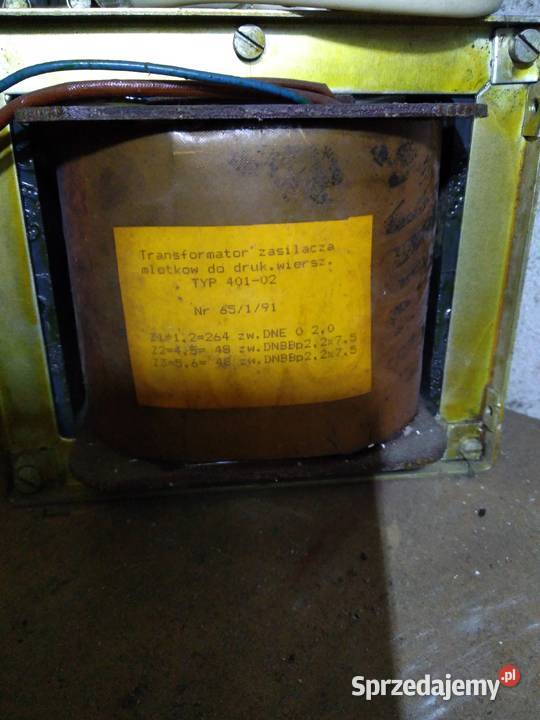 Transformator zasilacza
mlotkow do druk.wiersz.
TYP 401-02
Nr 65/1/91
Z1=1,2=264 zw.DNE 0 2,0
Z2=4,5= 48 zw.DNBBp2.2x7.5
Z3=5,6= 48 zw.DNBBp2.2x7.5
Sprzedajemy.pl